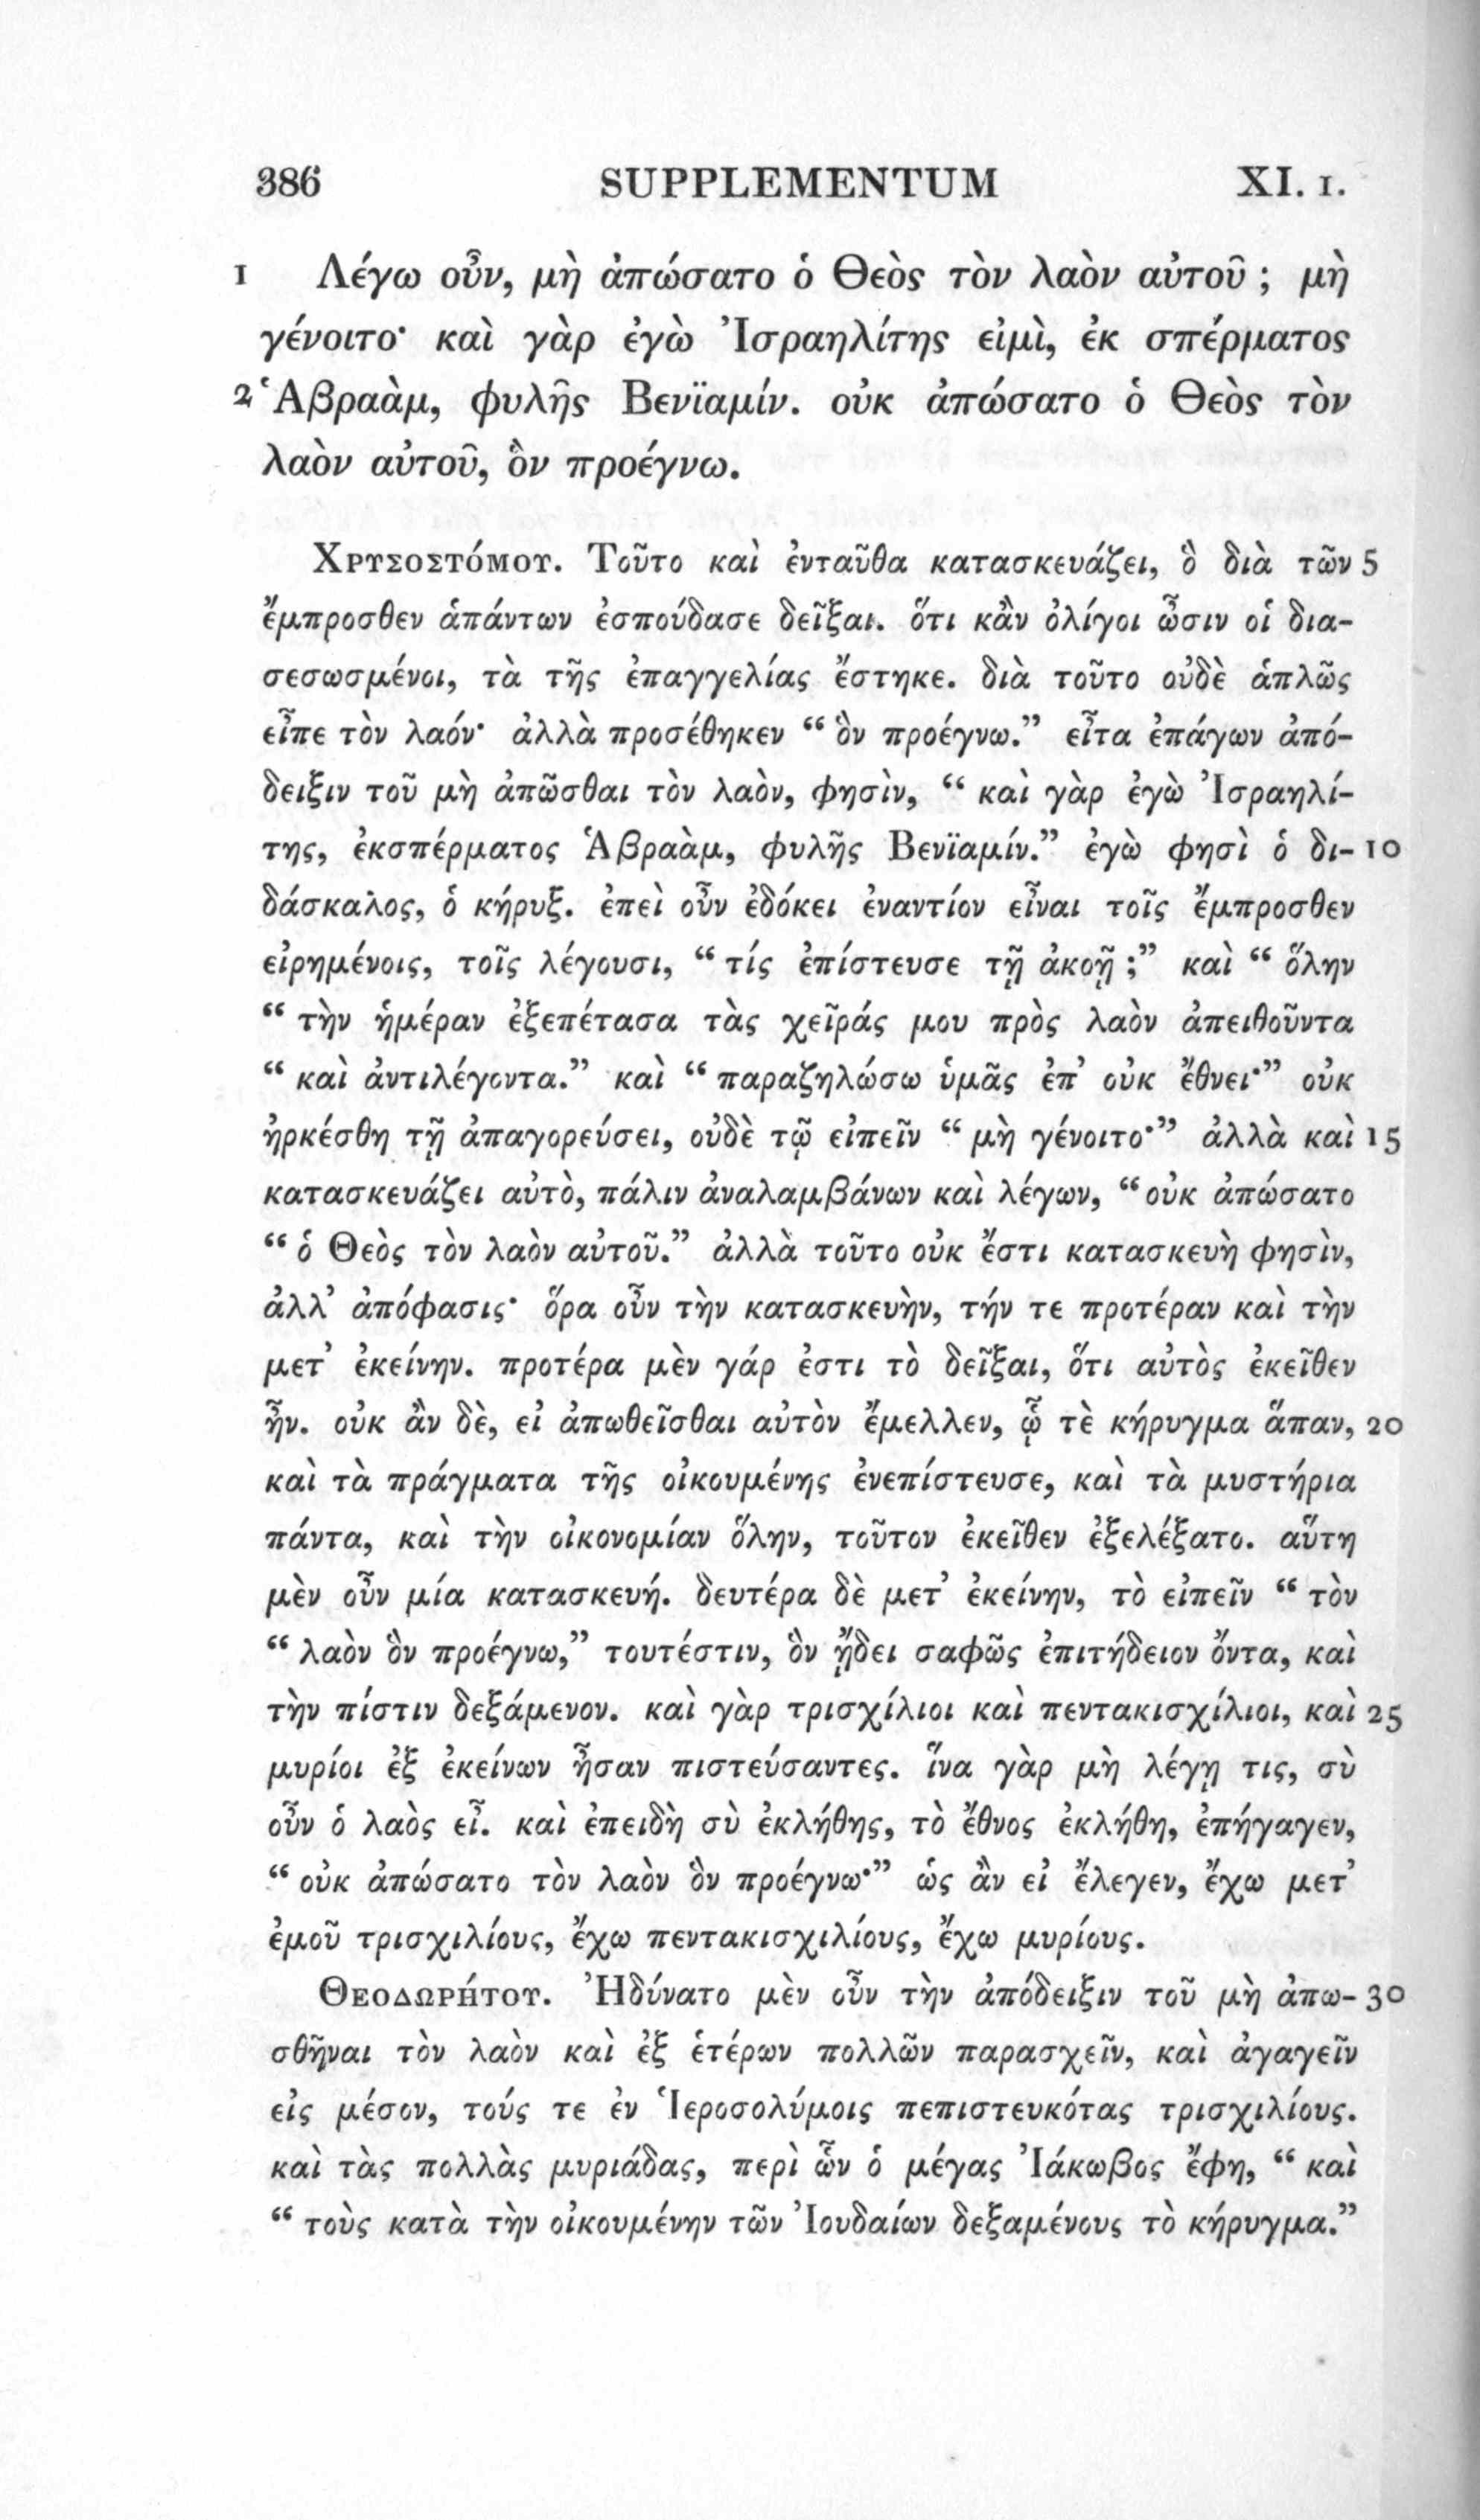 386 SUPPLEMENTUM XI. 1.
1 Λέγω οὖν, μὴ ἀπώσατο ὁ Θεὸς τὸν λαὸν αὐτοῦ ; μὴ
γένοιτο· καὶ γὰρ ἐγὼ Ἰσραηλίτης εἰμὶ, ἐκ σπέρματος
2 Ἁβραὰμ, φυλῆς Βενϊαμίν. οὐκ ἀπώσατο ὁ Θεὸς τὸν
λαὸν αὐτοῦ, ὃν προέγνω.
Χρυσοστόμου. Τοῦτο καὶ ἐνταῦθα κατασκευάζει, ὃ διὰ τῶν 5
ἔμπροσθεν ἁπάντων ἐσπούδασε δεῖξαι. ὅτι κἂν ὀλίγοι ὦσιν οἱ δια-
σεσωσμένοι, τὰ τῆς ἐπαγγελίας ἔστηκε. διὰ τοῦτο οὐδὲ ἁπλῶς
εἶπε τὸν λαόν· ἀλλὰ προσέθηκεν “ ὃν προέγνω.” εἶτα ἐπάγων ἀπό-
δειξιν τοῦ μὴ ἀπῶσθαι τὸν λαὸν, φησὶν, “ καὶ γὰρ ἐγὼ Ἰσραηλί-
της, ἐκσπέρματος Ἁβραὰμ, φυλῆς Βενϊαμίν.” ἐγὼ φησὶ ὁ δι- 10
δάσκαλος, ὁ κήρυξ. ἐπεὶ οὖν ἐδόκει ἐναντίον εἶναι τοῖς ἔμπροσθεν
εἰρημένοις, τοῖς λέγουσι, “ τίς ἐπίστευσε τῇ ἀκοῇ ;” καὶ “ ὅλην
“ τὴν ἡμέραν ἐξεπέτασα τὰς χεῖράς μου πρὸς λαὸν ἀπειθοῦντα
“ καὶ ἀντιλέγοντα.” καὶ “ παραζηλώσω ὑμᾶς ἐπ’ οὐκ ἔθνει·” οὐκ
ἠρκέσθη τῇ ἀπαγορεύσει, οὐδὲ τῷ εἰπεῖν “ μὴ γένοιτο·” ἀλλὰ καὶ 15
κατασκευάζει αὐτὸ, πάλιν ἀναλαμβάνων καὶ λέγων, “ οὐκ ἀπώσατο
“ ὁ Θεὸς τὸν λαὸν αὐτοῦ.” ἀλλὰ τοῦτο οὐκ ἔστι κατασκευὴ φησὶν,
ἀλλ’ ἀπόφασις· ὅρα οὖν τὴν κατασκευὴν, τήν τε προτέραν καὶ τὴν
μετ’ ἐκείνην. προτέρα μὲν γάρ ἐστι τὸ δεῖξαι, ὅτι αὐτὸς ἐκεῖθεν
ἦν. οὐκ ἂν δὲ, εἰ ἀπωθεῖσθαι αὐτὸν ἔμελλεν, ᾧ τὲ κήρυγμα ἅπαν, 20
καὶ τὰ πράγματα τῆς οἰκουμένης ἐνεπίστευσε, καὶ τὰ μυστήρια
πάντα, καὶ τὴν οἰκονομίαν ὅλην, τοῦτον ἐκεῖθεν ἐξελέξατο. αὕτη
μὲν οὖν μία κατασκευή. δευτέρα δὲ μετ’ ἐκείνην, τὸ εἰπεῖν “ τὸν
“ λαὸν ὃν προέγνω,” τουτέστιν, ὃν ᾔδει σαφῶς ἐπιτήδειον ὄντα, καὶ
τὴν πίστιν δεξάμενον. καὶ γὰρ τρισχίλιοι καὶ πεντακισχίλιοι, καὶ 25
μυρίοι ἐξ ἐκείνων ἦσαν πιστεύσαντες. ἵνα γὰρ μὴ λέγῃ τις, σὺ
οὖν ὁ λαὸς εἶ. καὶ ἐπειδὴ σὺ ἐκλήθης, τὸ ἔθνος ἐκλήθη, ἐπήγαγεν,
“ οὐκ ἀπώσατο τὸν λαὸν ὃν προέγνω·” ὡς ἂν εἰ ἔλεγεν, ἔχω μετ’
ἐμοῦ τρισχιλίους, ἔχω πεντακισχιλίους, ἔχω μυρίους.
Θεοδωρήτου. Ἠδύνατο μὲν οὖν τὴν ἀπόδειξιν τοῦ μὴ ἀπω- 30
σθῆναι τὸν λαὸν καὶ ἐξ ἑτέρων πολλῶν παρασχεῖν, καὶ ἀγαγεῖν
εἰς μέσον, τούς τε ἐν Ἱεροσολύμοις πεπιστευκότας τρισχιλίους.
καὶ τὰς πολλὰς μυριάδας, περὶ ὧν ὁ μέγας Ἰάκωβος ἔφη, “ καὶ
“ τοὺς κατὰ τὴν οἰκουμένην τῶν Ἰουδαίων δεξαμένους τὸ κήρυγμα.”